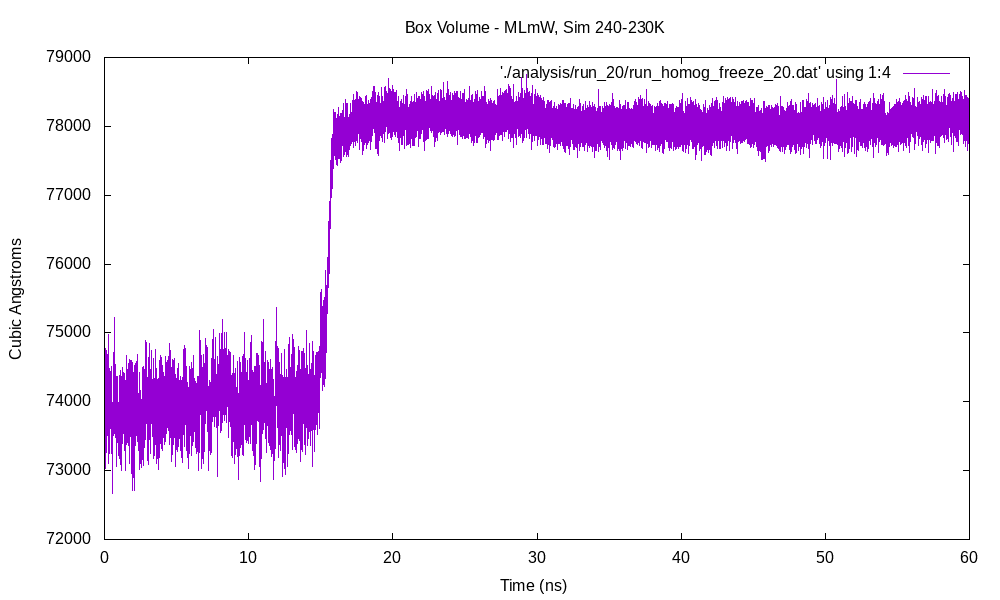 Box Volume - MLmW, Sim 240-230K
'./analysis/run_20/run_homog_freeze_20.dat' using 1:4
79000
78000
77000
76000
75000
74000
73000
72000
Cubic Angstroms
0 10 20 30 40 50 60
Time (ns)